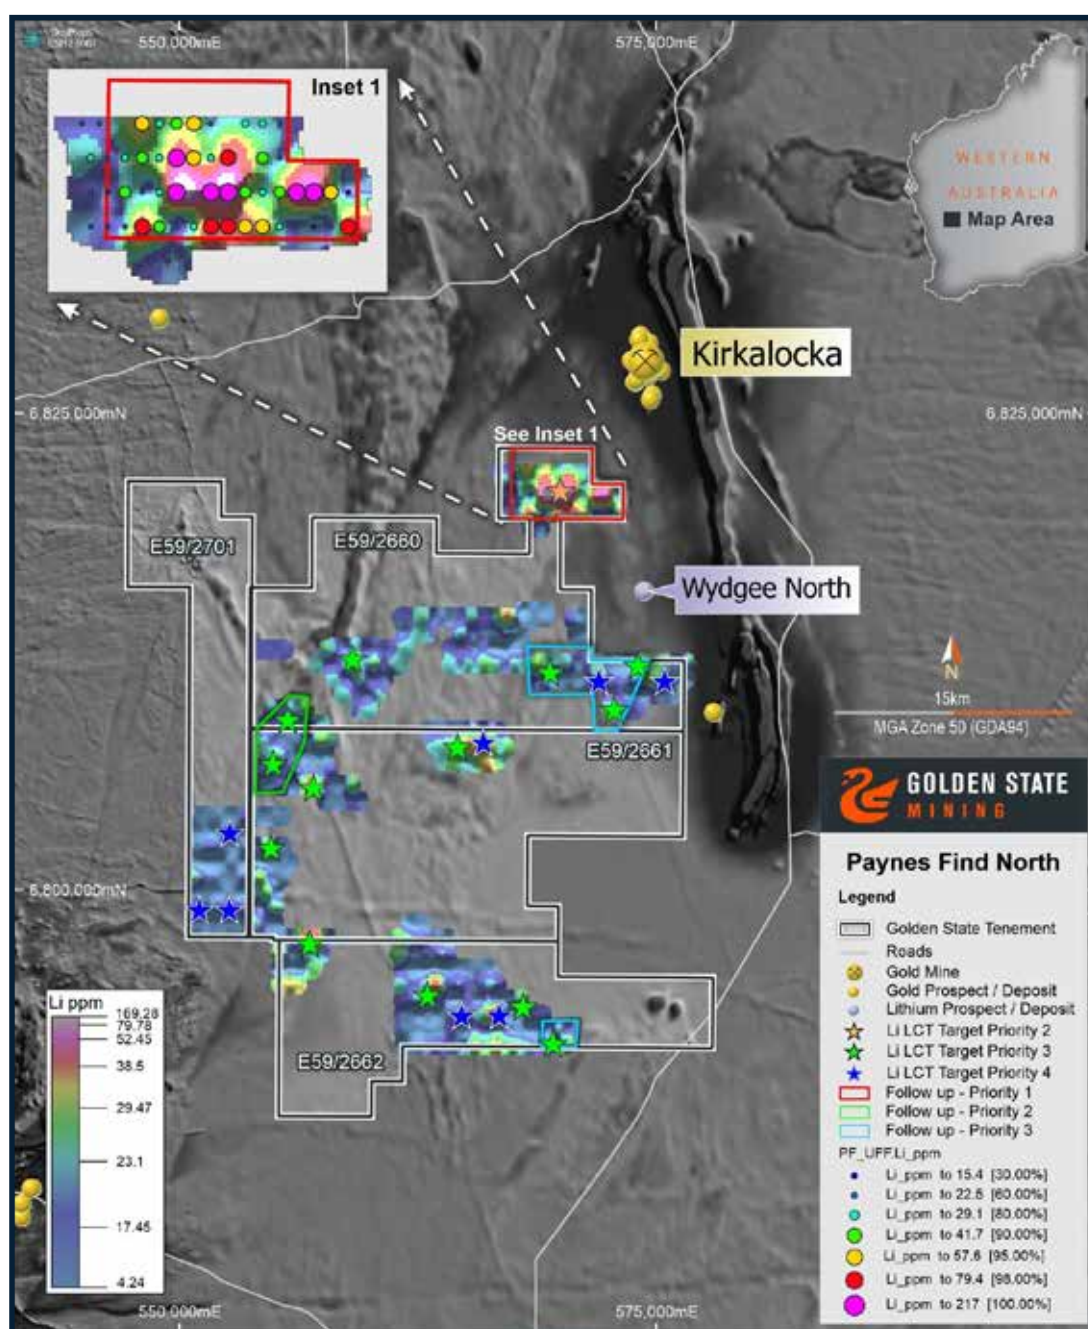 550,000mE
575,000mE
Inset 1
WESTERN
AUSTRALIA
Map Area
Kirkalocka
6,825,000mN
6,825,000mN
See Inset 1
E59/2701
E59/2660
Wydgee North
15km
MGA Zone 50 (GDA94)
E59/2661
GOLDEN STATE
MINING
Paynes Find North
6,800,000mN
Legend
Golden State Tenement
Roads
Gold Mine
Gold Prospect / Deposit
Lithium Prospect / Deposit
Li LCT Target Priority 2
Li LCT Target Priority 3
Li LCT Target Priority 4
Follow up - Priority 1
Follow up - Priority 2
Follow up - Priority 3
PF_UFF.Li_ppm
Li_ppm to 15.4 [30.00%]
Li_ppm to 22.8 [60.00%]
Li_ppm to 29.1 [80.00%]
Li_ppm to 41.7 [90.00%]
Li_ppm to 57.6 [95.00%]
Li_ppm to 79.4 [98.00%]
Li_ppm to 217 [100.00%]
E59/2662
Li ppm
169.28
79.78
52.45
38.5
29.47
23.1
17.45
4.24
550,000mE
575,000mE
N